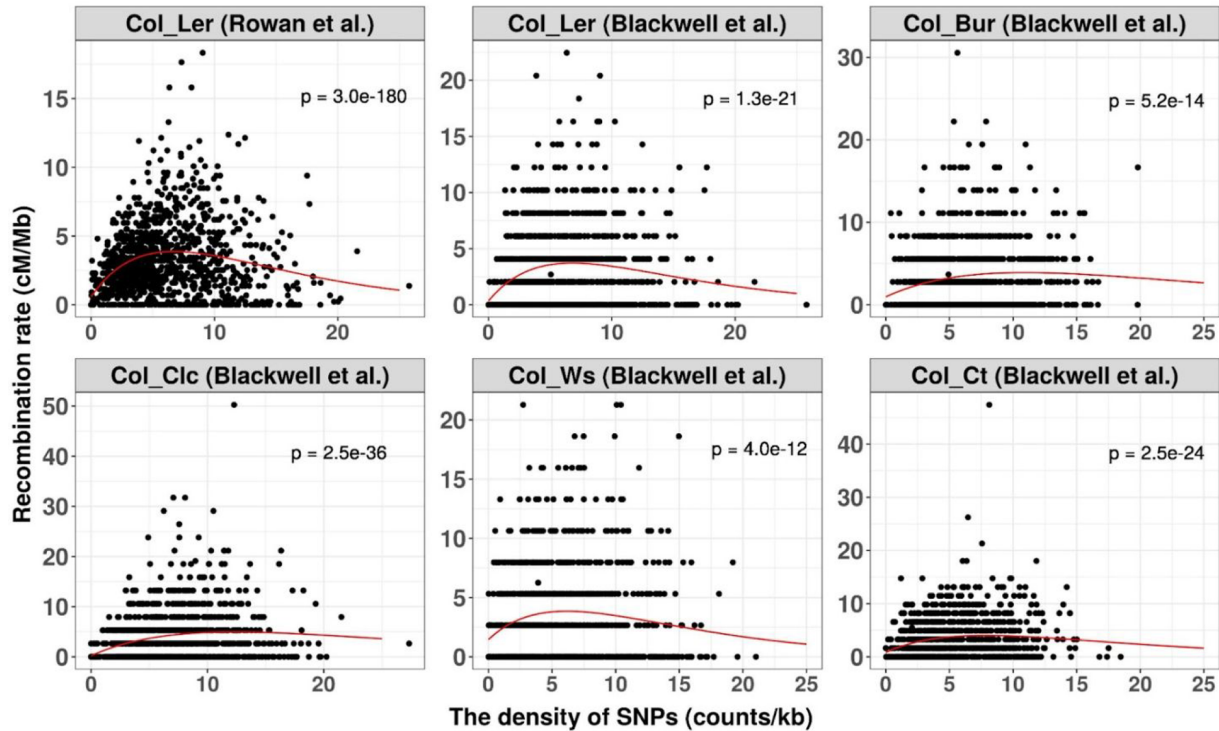 Col_Ler (Rowan et al.)
Col_Ler (Blackwell et al.)
Col_Bur (Blackwell et al.)
p = 3.0e-180
p = 1.3e-21
p = 5.2e-14
15
10
5
0
20
15
10
5
0
30
20
10
0
0 10 20
0 10 20
0 5 10 15 20 25
Col_Clc (Blackwell et al.)
Col_Ws (Blackwell et al.)
Col_Ct (Blackwell et al.)
p = 2.5e-36
p = 4.0e-12
p = 2.5e-24
50
40
30
20
10
0
20
15
10
5
0
40
30
20
10
0
0 10 20
0 5 10 15 20 25
0 5 10 15 20 25
Recombination rate (cM/Mb)
The density of SNPs (counts/kb)